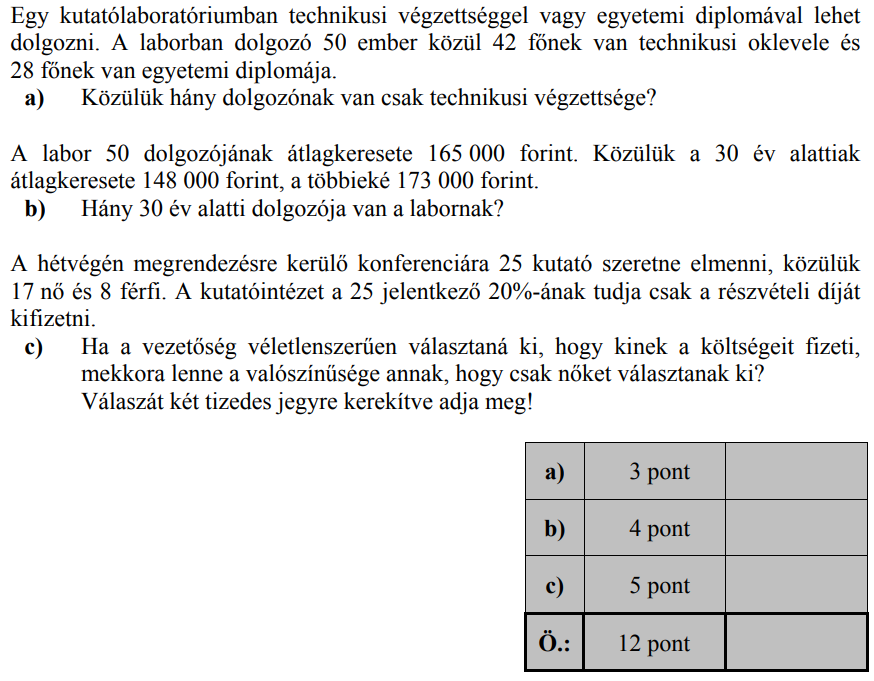 Egy kutatólaboratóriumban technikusi végzettséggel vagy egyetemi diplomával lehet
dolgozni. A laborban dolgozó 50 ember közül 42 főnek van technikusi oklevele és
28 főnek van egyetemi diplomája.
a) Közülük hány dolgozónak van csak technikusi végzettsége?
A labor 50 dolgozójának átlagkeresete 165 000 forint. Közülük a 30 év alattiak
átlagkeresete 148 000 forint, a többieké 173 000 forint.
b) Hány 30 év alatti dolgozója van a labornak?
A hétvégén megrendezésre kerülő konferenciára 25 kutató szeretne elmenni, közülük
17 nő és 8 férfi. A kutatóintézet a 25 jelentkező 20%-ának tudja csak a részvételi díját
kifizetni.
c) Ha a vezetőség véletlenszerűen választaná ki, hogy kinek a költségeit fizeti,
mekkora lenne a valószínűsége annak, hogy csak nőket választanak ki?
Válaszát két tizedes jegyre kerekítve adja meg!
a) 3 pont
b) 4 pont
c) 5 pont
Ö.: 12 pont